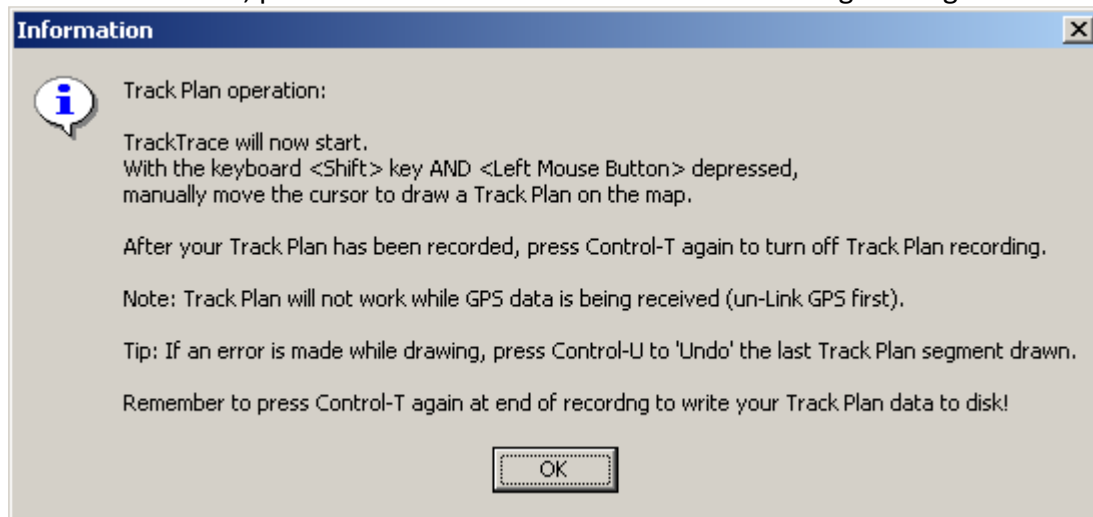 Information
Track Plan operation:
TrackTrace will now start.
With the keyboard <Shift> key AND <Left Mouse Button> depressed,
manually move the cursor to draw a Track Plan on the map.
After your Track Plan has been recorded, press Control-T again to turn off Track Plan recording.
Note: Track Plan will not work while GPS data is being received (un-Link GPS first).
Tip: If an error is made while drawing, press Control-U to 'Undo' the last Track Plan segment drawn.
Remember to press Control-T again at end of recordng to write your Track Plan data to disk!
OK